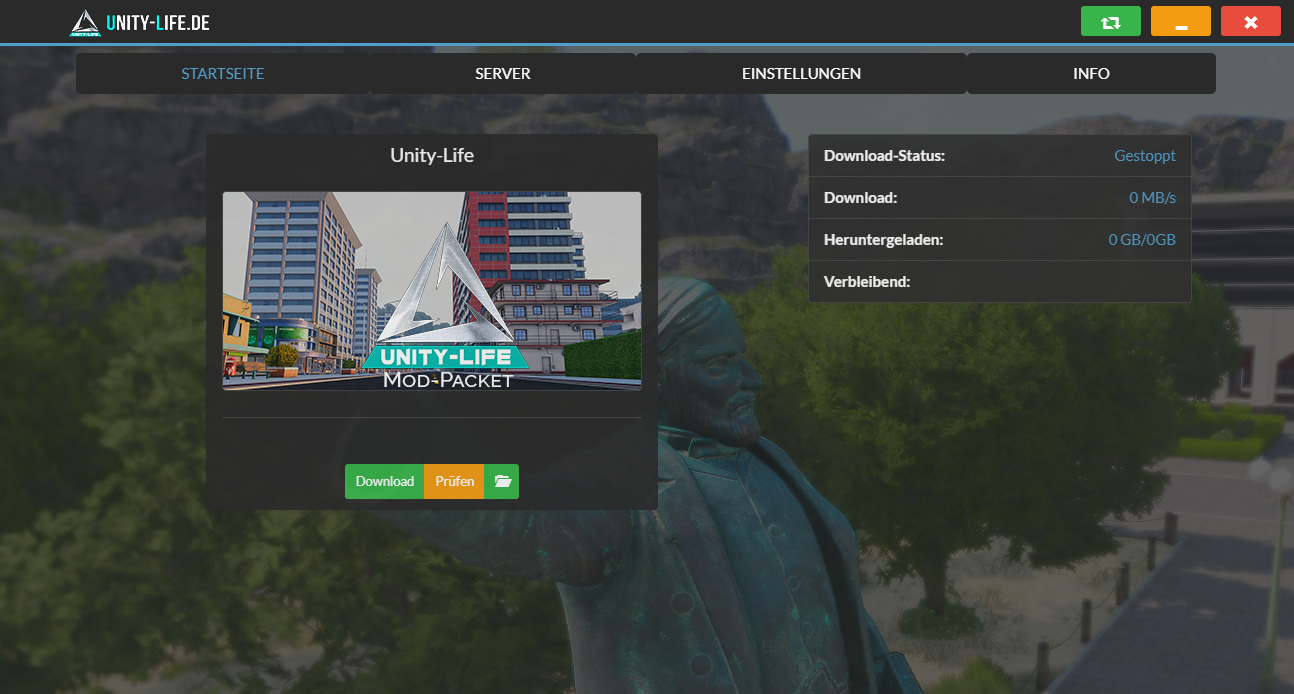 UNITY-LIFE.DE
STARTSEITE
SERVER
EINSTELLUNGEN
INFO
Unity-Life
UNITY-LIFE
MOD-PACKET
Download
Prüfen
Download-Status: Gestoppt
Download: 0 MB/s
Heruntergeladen: 0 GB/0GB
Verbleibend: